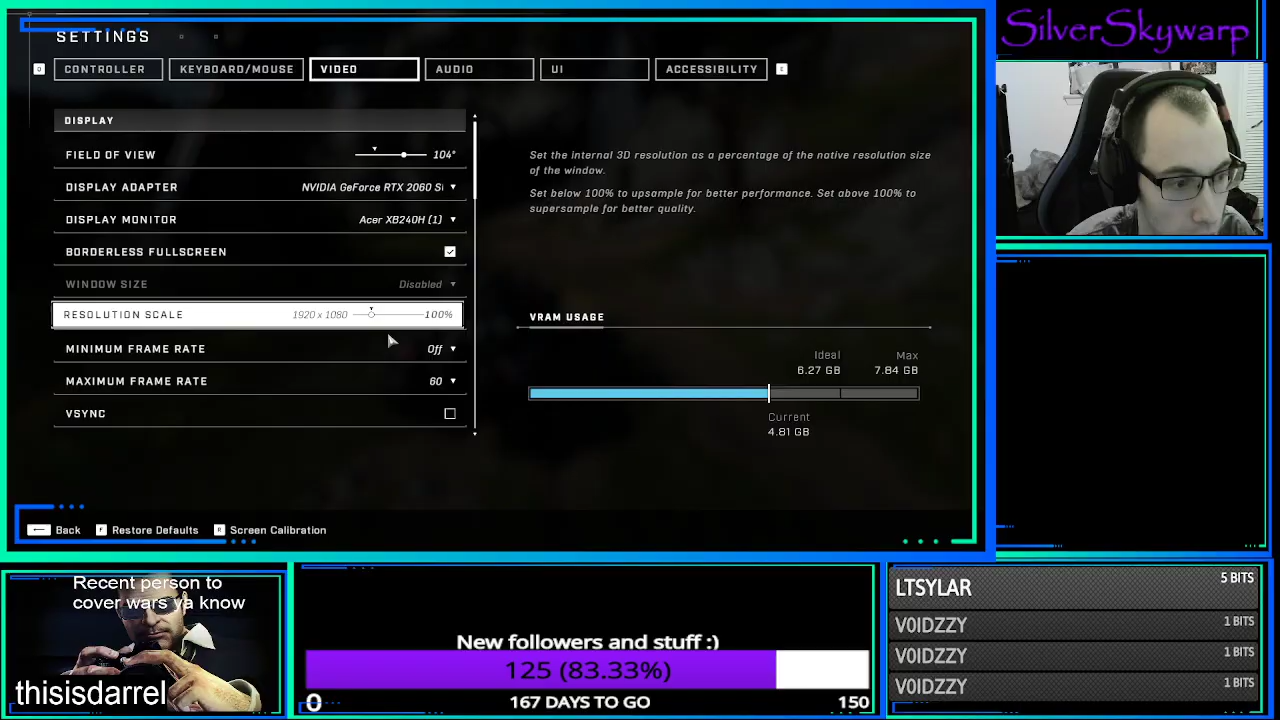 SETTINGS
Q
CONTROLLER
KEYBOARD/MOUSE
VIDEO
AUDIO
UI
ACCESSIBILITY
E
DISPLAY
FIELD OF VIEW
104°
DISPLAY ADAPTER
NVIDIA GeForce RTX 2060 S
DISPLAY MONITOR
Acer XB240H (1)
BORDERLESS FULLSCREEN
WINDOW SIZE
Disabled
RESOLUTION SCALE
1920 x 1080
100%
MINIMUM FRAME RATE
Off
MAXIMUM FRAME RATE
60
VSYNC
Set the internal 3D resolution as a percentage of the native resolution size
of the window.
Set below 100% to upsample for better performance. Set above 100% to
supersample for better quality.
VRAM USAGE
Ideal
6.27 GB
Max
7.84 GB
Current
4.81 GB
Back
F
Restore Defaults
R
Screen Calibration
SilverSkywarp
Recent person to
cover wars ya know
thisisdarrel
New followers and stuff :)
125 (83.33%)
0
167 DAYS TO GO
150
LTSYLAR
5 BITS
V0IDZZY
1 BITS
V0IDZZY
1 BITS
V0IDZZY
1 BITS